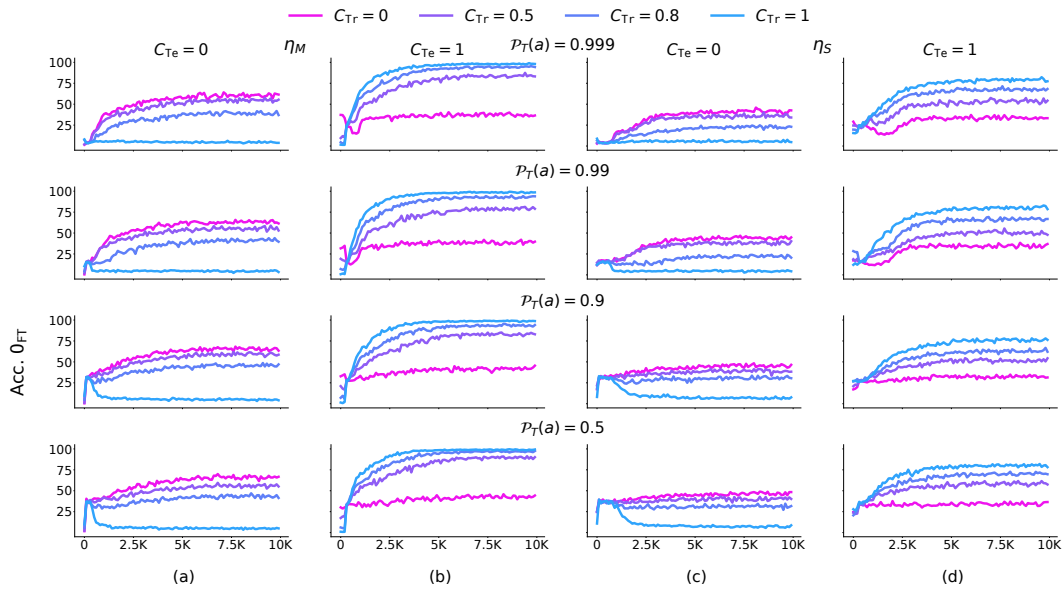 C_Tr = 0 C_Tr = 0.5 C_Tr = 0.8 C_Tr = 1
C_Te = 0 η_M C_Te = 1 P_T(a) = 0.999 C_Te = 0 η_S C_Te = 1
100
75
50
25
P_T(a) = 0.99
100
75
50
25
P_T(a) = 0.9
100
75
50
25
Acc. 0_FT
P_T(a) = 0.5
100
75
50
25
0
0 2.5K 5K 7.5K 10K 0 2.5K 5K 7.5K 10K 0 2.5K 5K 7.5K 10K 0 2.5K 5K 7.5K 10K
(a) (b) (c) (d)